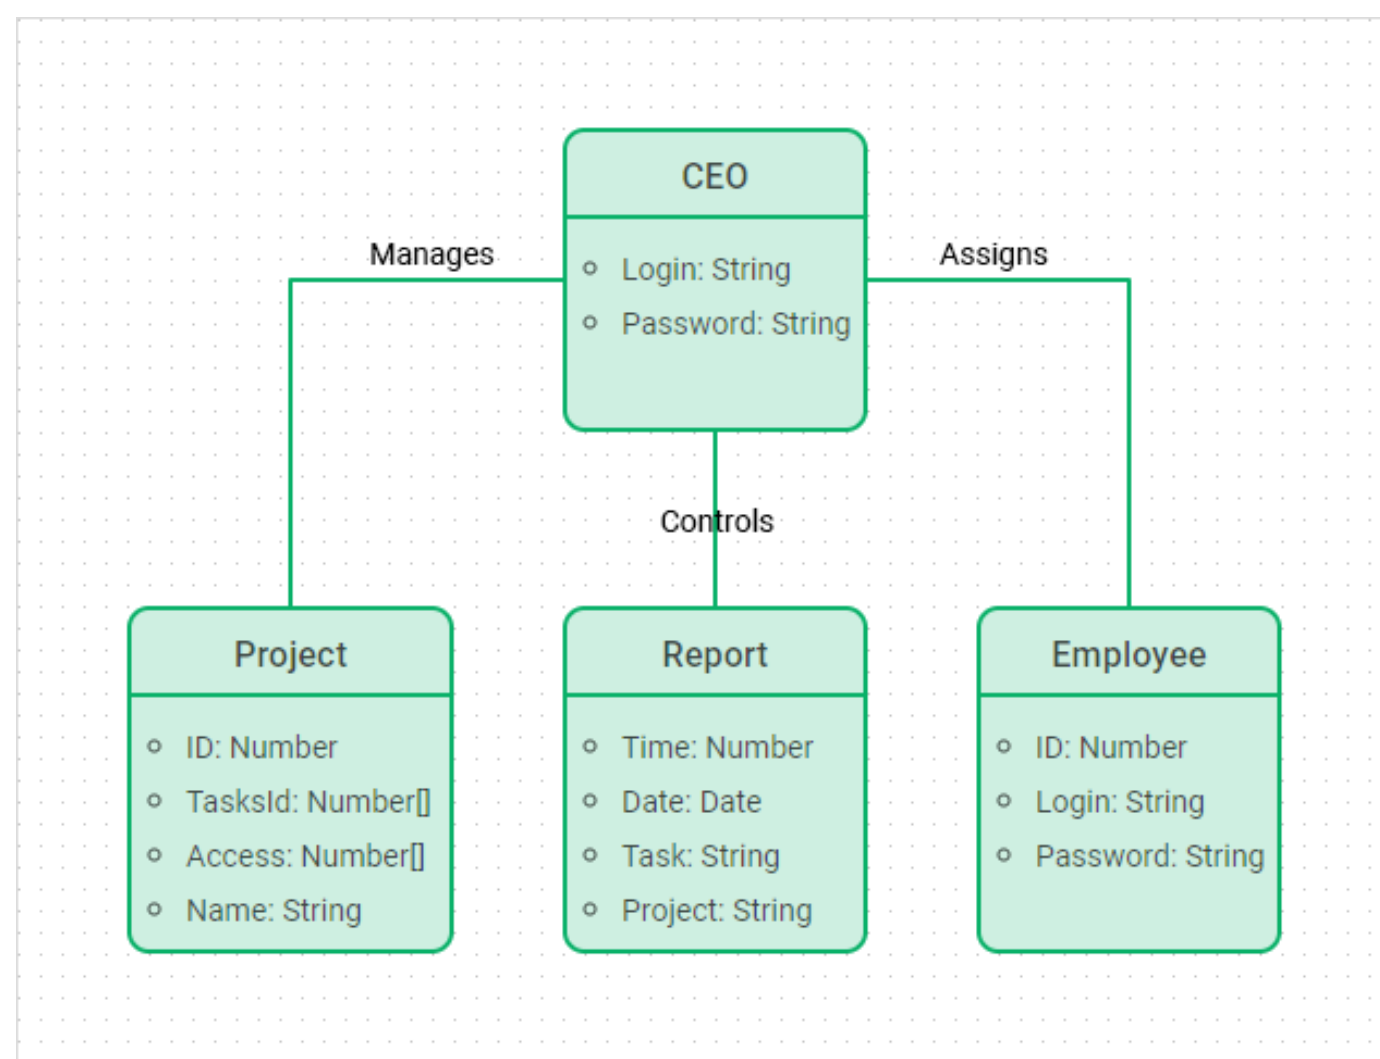 CEO
Login: String
Password: String
Manages
Assigns
Controls
Project
ID: Number
TasksId: Number[]
Access: Number[]
Name: String
Report
Time: Number
Date: Date
Task: String
Project: String
Employee
ID: Number
Login: String
Password: String